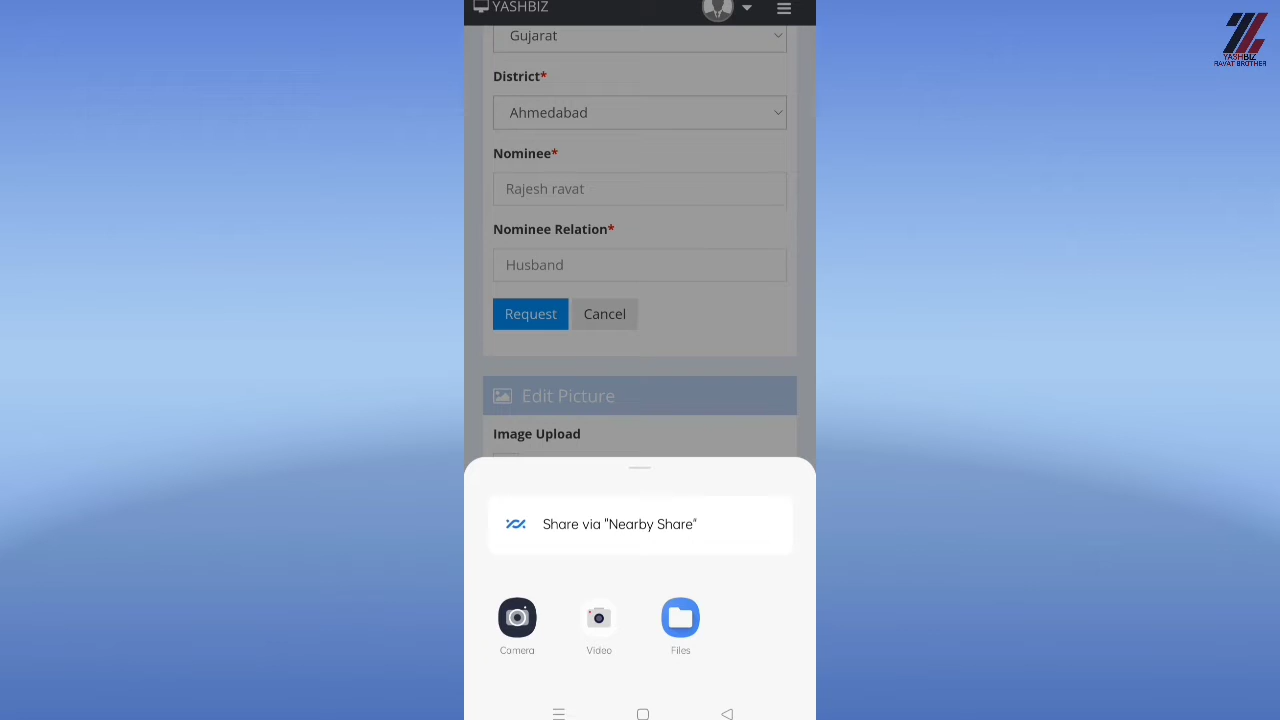 YASHBIZ
Gujarat
District*
Ahmedabad
Nominee*
Rajesh ravat
Nominee Relation*
Husband
Request Cancel
Edit Picture
Image Upload
Share via "Nearby Share"
Camera Video Files
YASHBIZ
RAVAT BROTHER